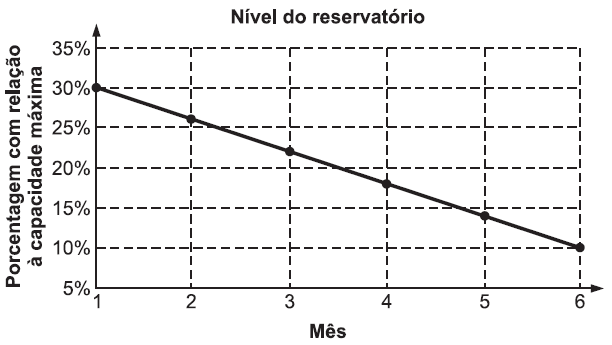 Nível do reservatório
Porcentagem com relação
à capacidade máxima
35%
30%
25%
20%
15%
10%
5%
1 2 3 4 5 6
Mês